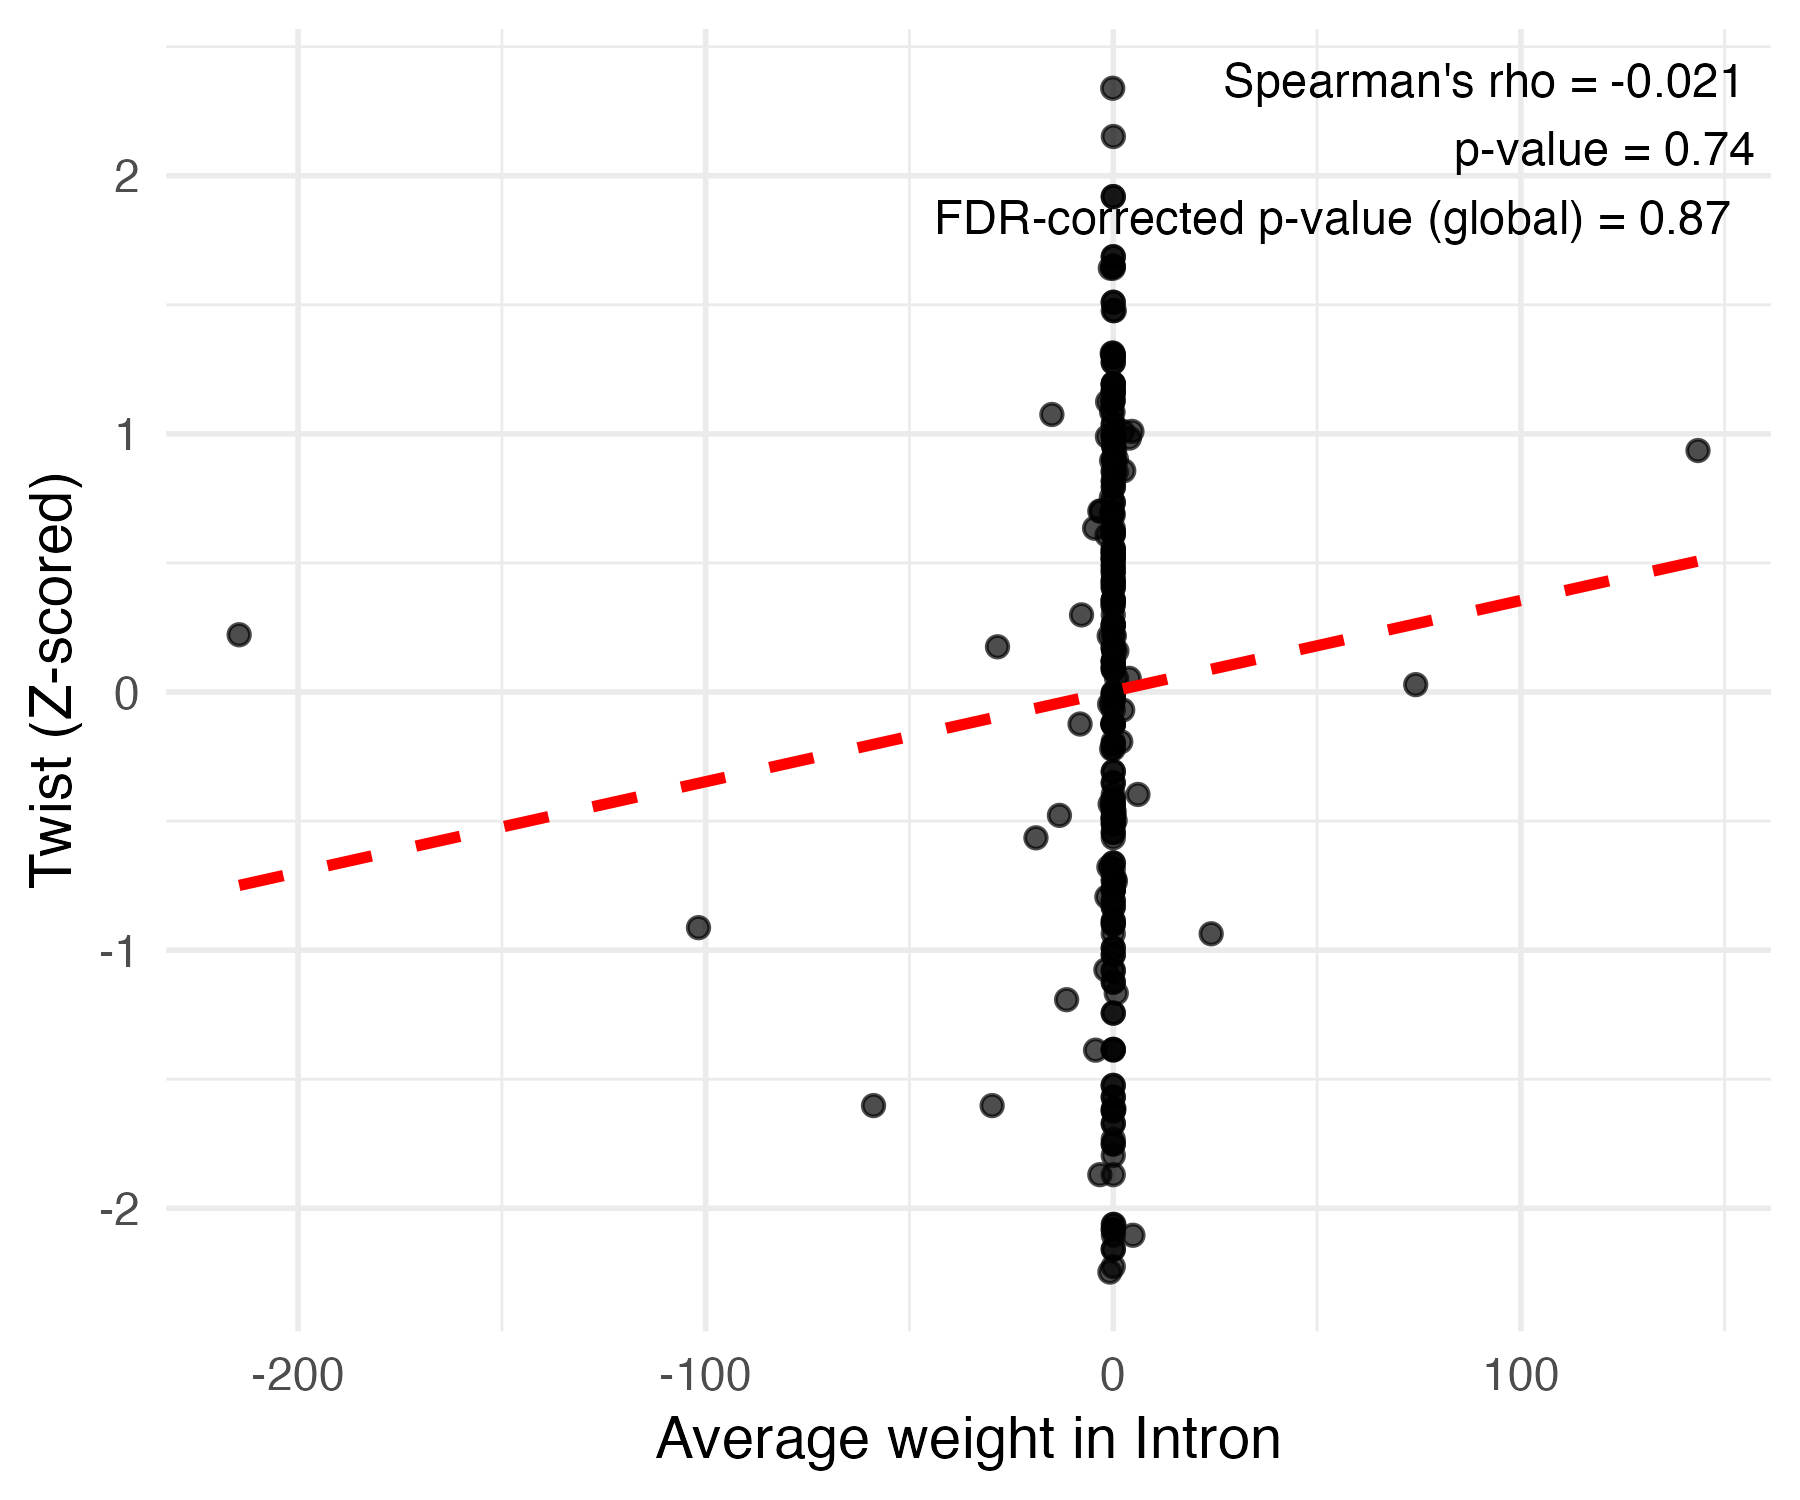 Spearman's rho = -0.021
p-value = 0.74
FDR-corrected p-value (global) = 0.87
Twist (Z-scored)
2
1
0
-1
-2
-200
-100
0
100
Average weight in Intron